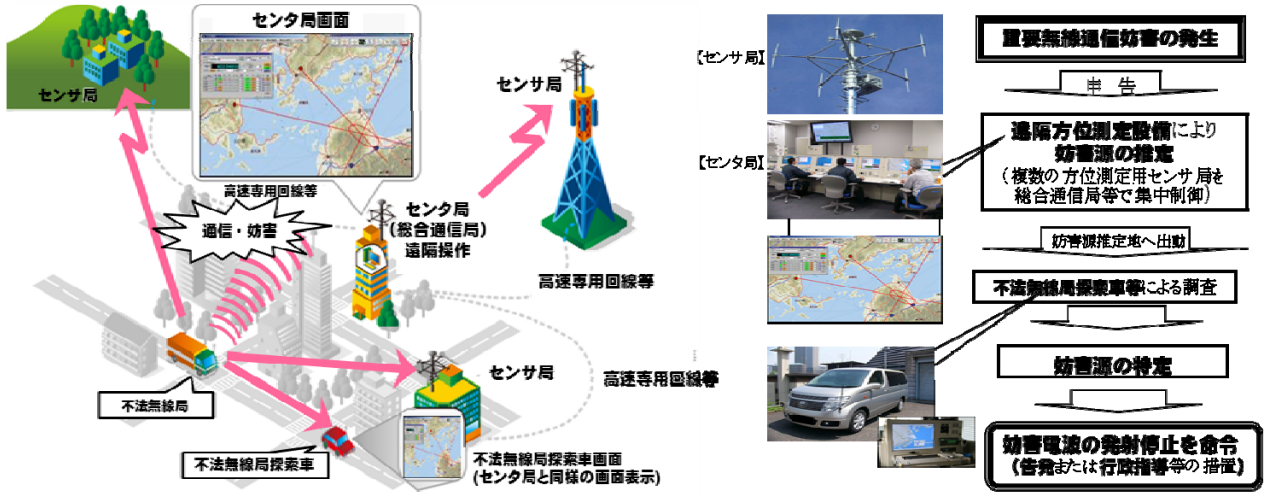 センタ局画面
センサ局
センサ局
高速専用回線等
通信・妨害
センタ局
(総合通信局)
遠隔操作
高速専用回線等
センサ局
高速専用回線等
不法無線局
不法無線局探索車
不法無線局探索車画面
(センタ局と同様の画面表示)
【センサ局】
【センタ局】
重要無線通信妨害の発生
申 告
遠隔方位測定設備により
妨害源の推定
(複数の方位測定用センサ局を
総合通信局等で集中制御)
妨害源推定地へ出動
不法無線局探索車等による調査
妨害源の特定
妨害電波の発射停止を命令
(告発または行政指導等の措置)